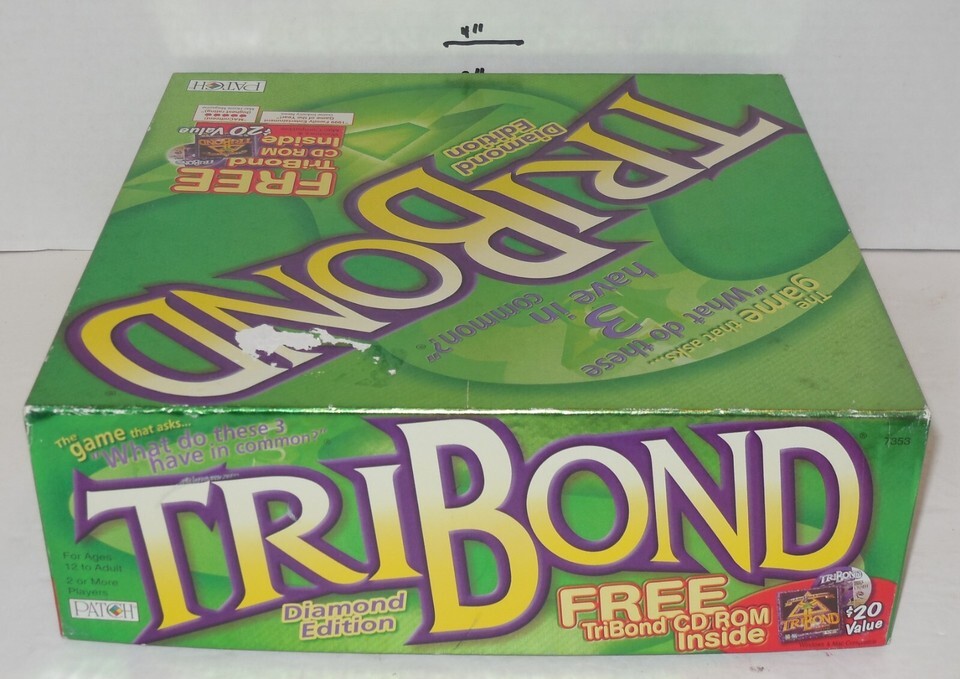 4"
PATCH
FREE
TriBond
CD ROM
Inside
$20 Value
TRIBOND
Diamond
Edition
The
game that asks...
"What do these
3
have in
common?"
The
game that asks...
"What do these 3
have in common?"
TRIBOND
7353
For Ages
12 to Adult
2 or More
Players
PATCH
Diamond
Edition
FREE
TriBond CD ROM
Inside
TRIBOND
TRIBOND
$20
Value